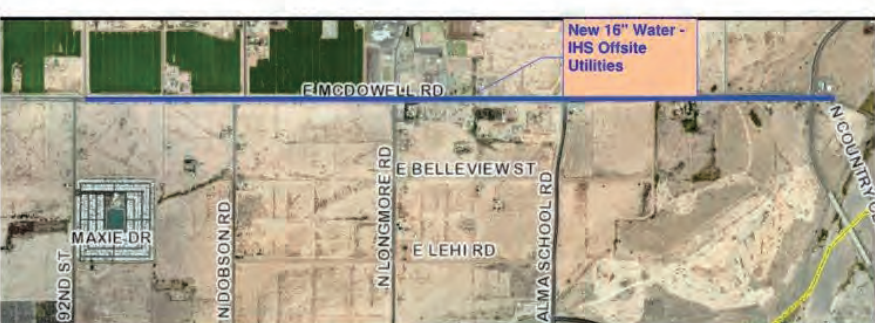 New 16" Water -
IHS Offsite
Utilities
E MCDOWELL RD
E BELLEVIEW ST
N LONGMORE RD
MAXIE DR
N DOBSON RD
E LEHI RD
ALMA SCHOOL RD
92ND ST
N COUNTRY